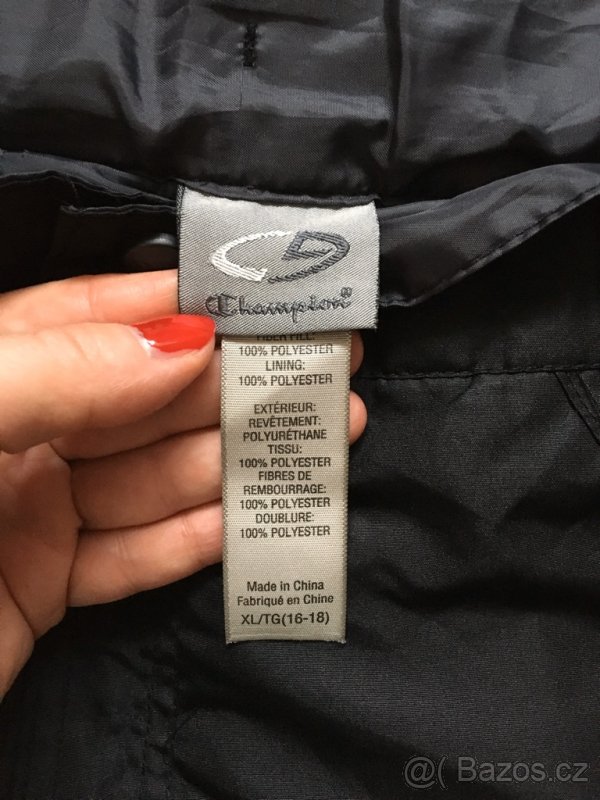 Champion
FIBER FILL:
100% POLYESTER
LINING:
100% POLYESTER
EXTÉRIEUR:
REVÊTEMENT:
POLYURÉTHANE
TISSU:
100% POLYESTER
FIBRES DE
REMBOURRAGE:
100% POLYESTER
DOUBLURE:
100% POLYESTER
Made in China
Fabriqué en Chine
XL/TG(16-18)
@( Bazos.cz